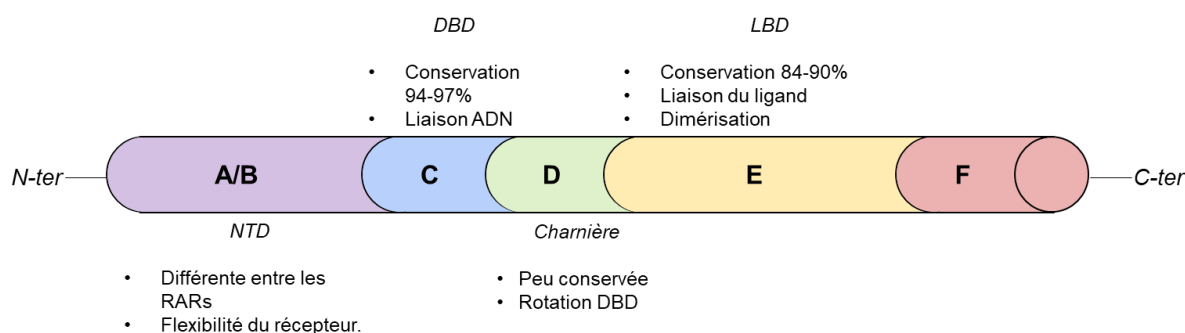 DBD
LBD
• Conservation
94-97%
• Liaison ADN
• Conservation 84-90%
• Liaison du ligand
• Dimérisation
N-ter
A/B
C
D
E
F
C-ter
NTD
Charnière
• Différente entre les
RARs
• Flexibilité du récepteur.
• Peu conservée
• Rotation DBD